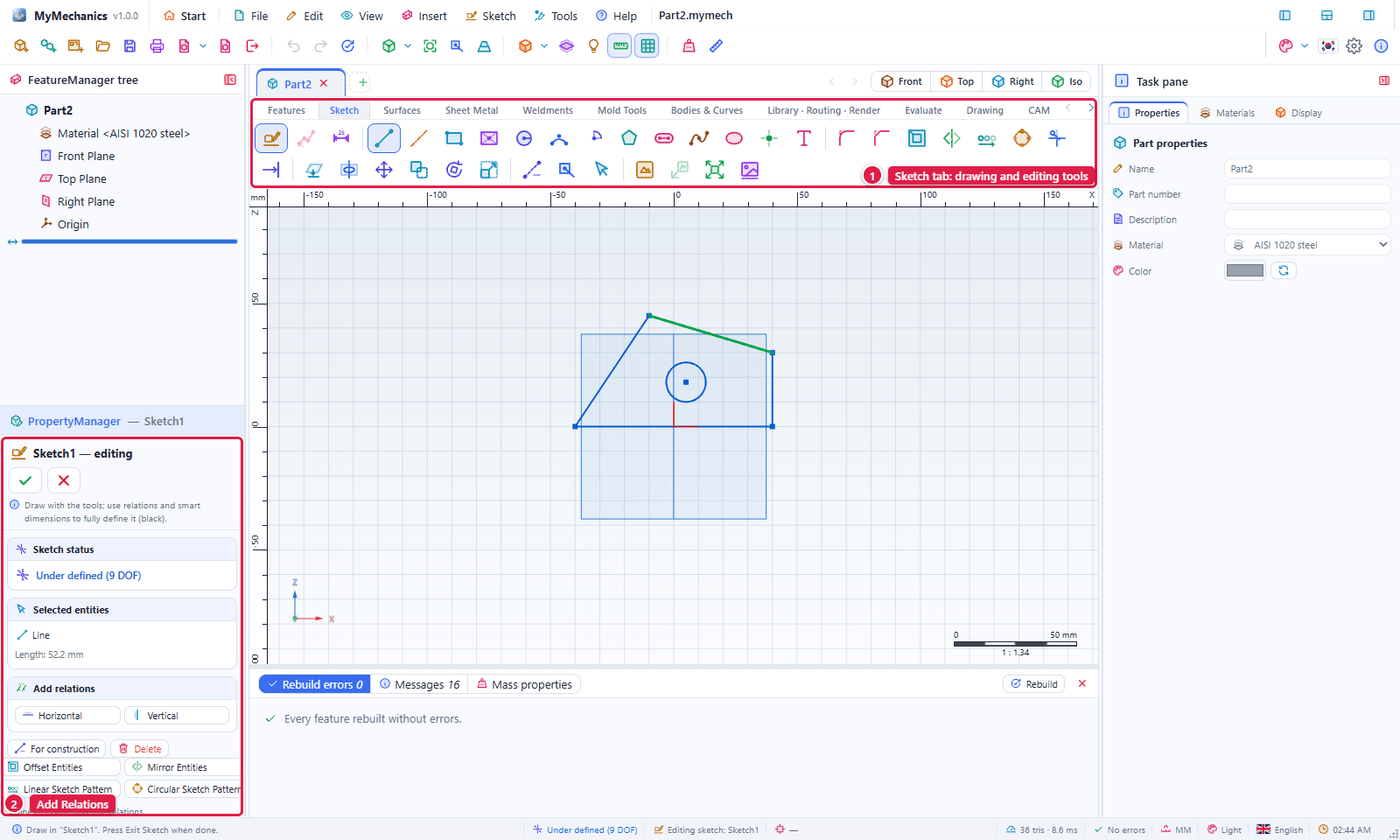 MyMechanics v1.0.0 Start File Edit View Insert Sketch Tools Help Part2.mymech
FeatureManager tree
Part2
Material <AISI 1020 steel>
Front Plane
Top Plane
Right Plane
Origin
PropertyManager — Sketch1
Sketch1 — editing
Draw with the tools; use relations and smart
dimensions to fully define it (black).
Sketch status
Under defined (9 DOF)
Selected entities
Line
Length: 52.2 mm
Add relations
Horizontal Vertical
For construction Delete
Offset Entities Mirror Entities
Linear Sketch Pattern Circular Sketch Pattern
2 Add Relations
Part2
Front Top Right Iso
Features Sketch Surfaces Sheet Metal Weldments Mold Tools Bodies & Curves Library · Routing · Render Evaluate Drawing CAM
25
1 Sketch tab: drawing and editing tools
mm -150 -100 -50 0 50 100 150 X
Z
50
0
-50
Z
X
0 50 mm
1 : 1.34
Rebuild errors 0 Messages 16 Mass properties Rebuild
Every feature rebuilt without errors.
Task pane
Properties Materials Display
Part properties
Name Part2
Part number
Description
Material AISI 1020 steel
Color
Draw in "Sketch1". Press Exit Sketch when done. Under defined (9 DOF) Editing sketch: Sketch1 — 36 tris · 8.6 ms No errors MM Light English 02:44 AM